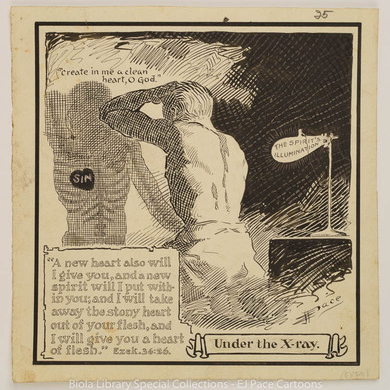 25
"Create in me a clean
heart, O God."
THE SPIRIT'S
ILLUMINATION
SIN
"A new heart also will
I give you, and a new
spirit will I put with-
in you; and I will take
away the stony heart
out of your flesh, and
I will give you a heart
of flesh." Ezek. 36:26.
Pace
Under the X-ray.
Biola Library Special Collections - EJ Pace Cartoons